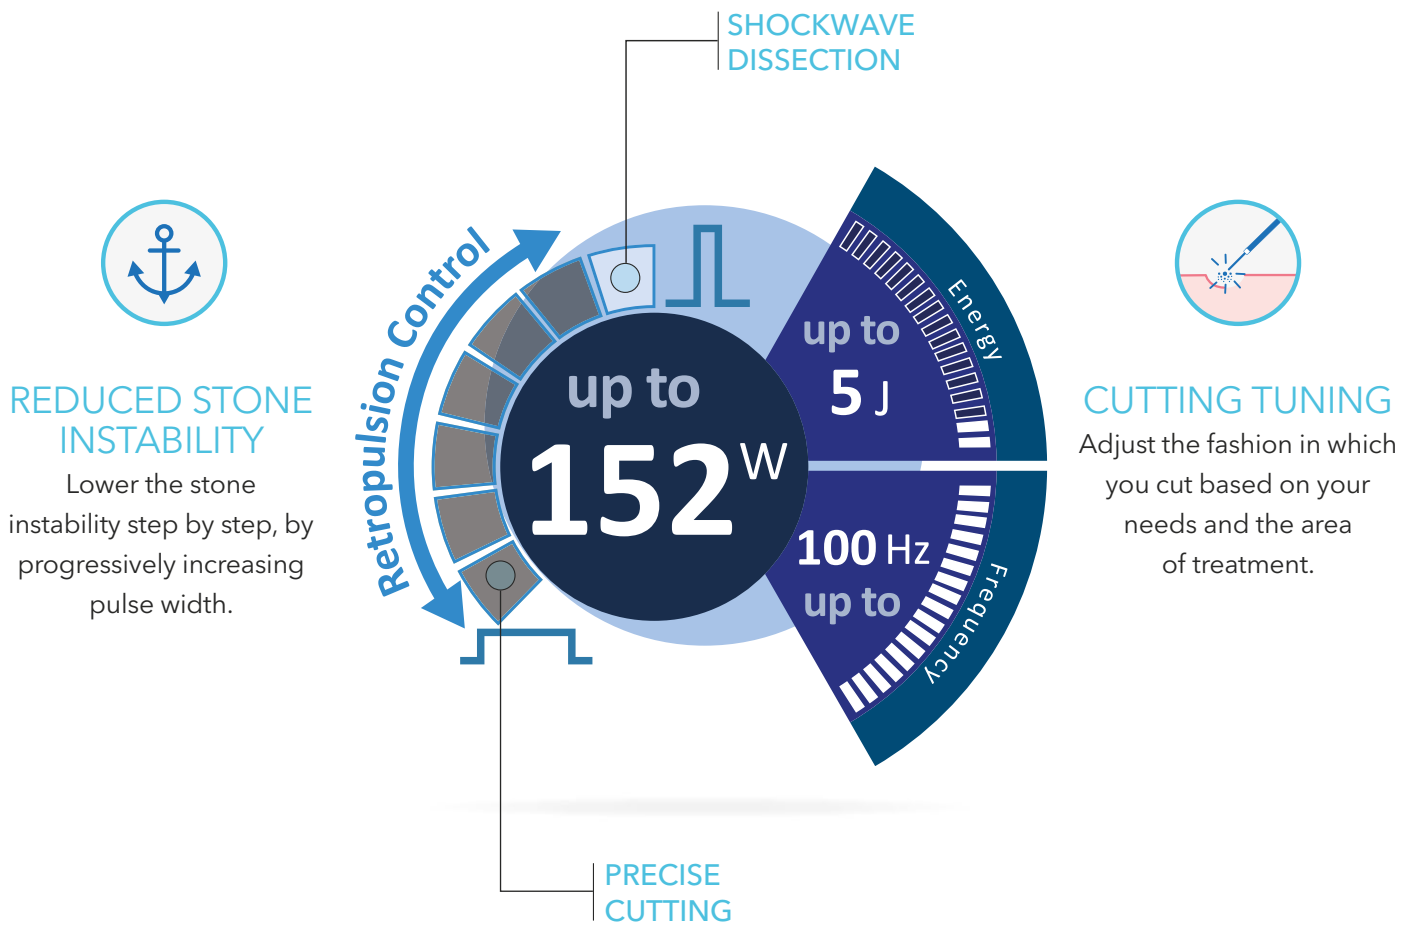 SHOCKWAVE
DISSECTION
REDUCED STONE
INSTABILITY
Lower the stone
instability step by step, by
progressively increasing
pulse width.
Retropulsion Control
up to
152 W
Energy
up to
5 J
100 Hz
up to
Frequency
CUTTING TUNING
Adjust the fashion in which
you cut based on your
needs and the area
of treatment.
PRECISE
CUTTING